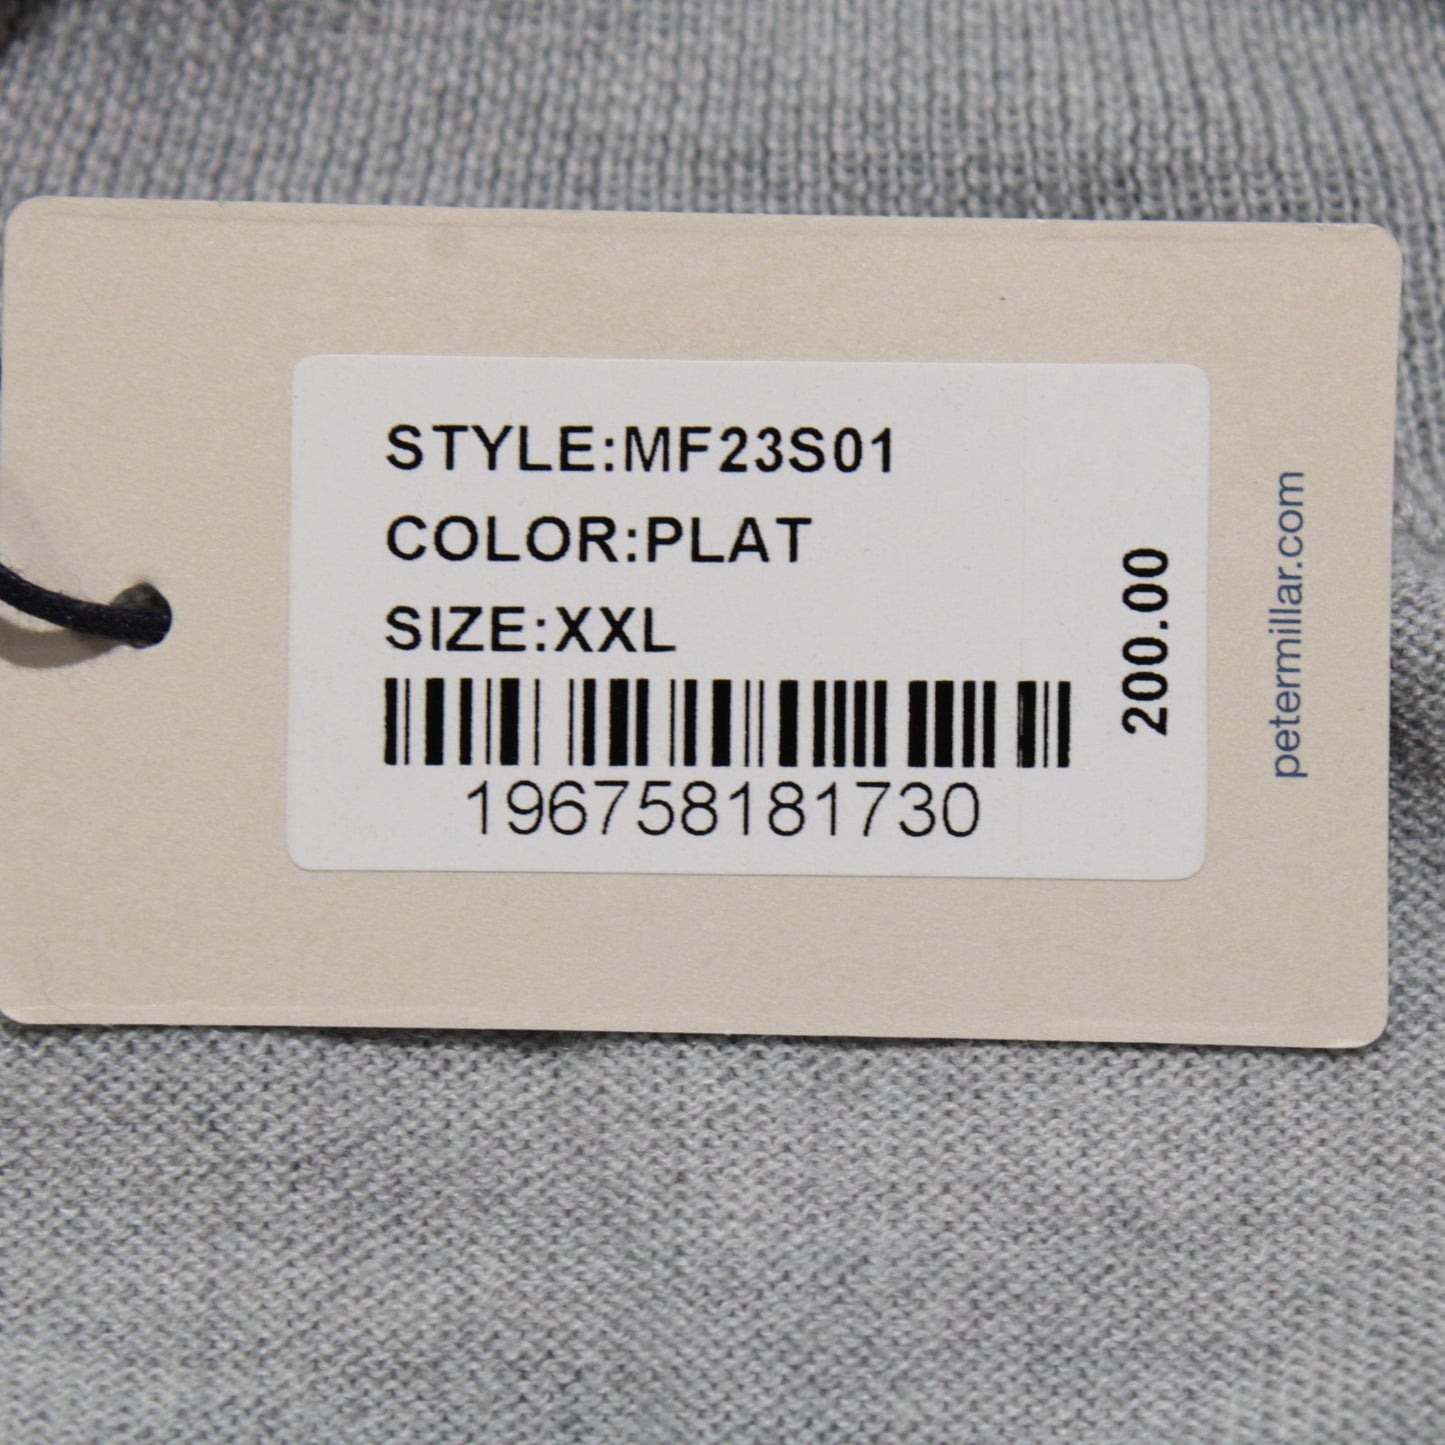 STYLE:MF23S01
COLOR:PLAT
SIZE:XXL
196758181730
200.00
petermillar.com